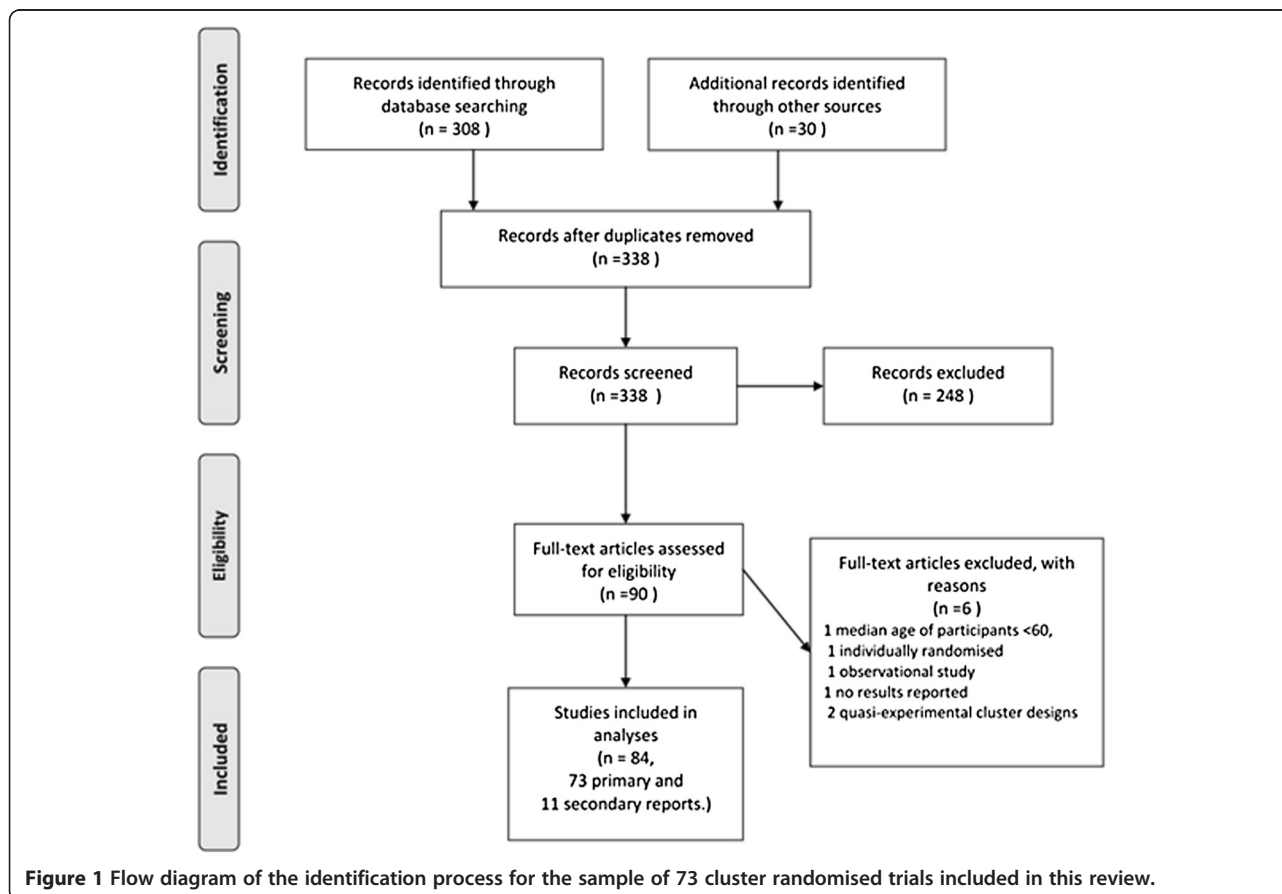 Identification
Records identified through
database searching
(n = 308 )
Additional records identified
through other sources
(n =30 )
Records after duplicates removed
(n =338 )
Screening
Records screened
(n =338 )
Records excluded
(n = 248 )
Eligibility
Full-text articles assessed
for eligibility
(n =90 )
Full-text articles excluded, with
reasons
(n =6 )
1 median age of participants <60,
1 individually randomised
1 observational study
1 no results reported
2 quasi-experimental cluster designs
Included
Studies included in
analyses
(n = 84,
73 primary and
11 secondary reports.)
Figure 1 Flow diagram of the identification process for the sample of 73 cluster randomised trials included in this review.